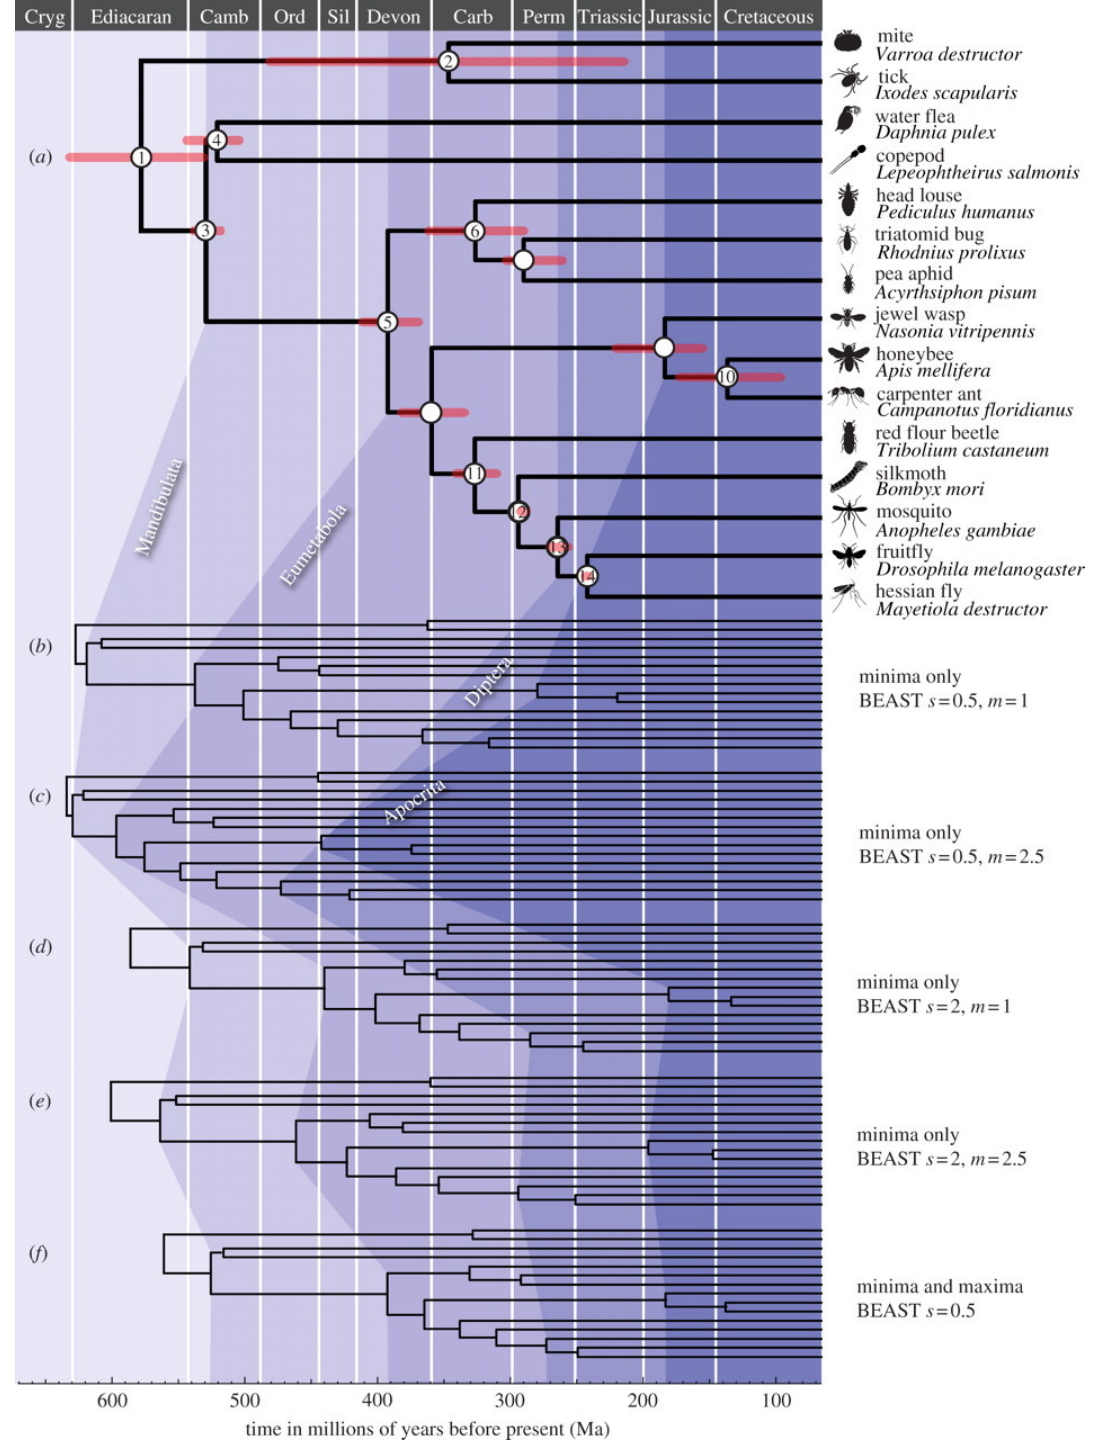 Cryg Ediacaran Camb Ord Sil Devon Carb Perm Triassic Jurassic Cretaceous
mite
Varroa destructor
2
tick
Ixodes scapularis
water flea
Daphnia pulex
4
(a)
1
copepod
Lepeophtheirus salmonis
head louse
Pediculus humanus
3
6
triatomid bug
Rhodnius prolixus
pea aphid
Acyrthsiphon pisum
jewel wasp
Nasonia vitripennis
5
honeybee
Apis mellifera
10
carpenter ant
Campanotus floridianus
red flour beetle
Tribolium castaneum
11
silkmoth
Bombyx mori
12
mosquito
Anopheles gambiae
13
fruitfly
Drosophila melanogaster
14
hessian fly
Mayetiola destructor
Mandibulata
Eumetabola
Diptera
Apocrita
(b)
minima only
BEAST s=0.5, m=1
(c)
minima only
BEAST s=0.5, m=2.5
(d)
minima only
BEAST s=2, m=1
(e)
minima only
BEAST s=2, m=2.5
(f)
minima and maxima
BEAST s=0.5
600 500 400 300 200 100
time in millions of years before present (Ma)